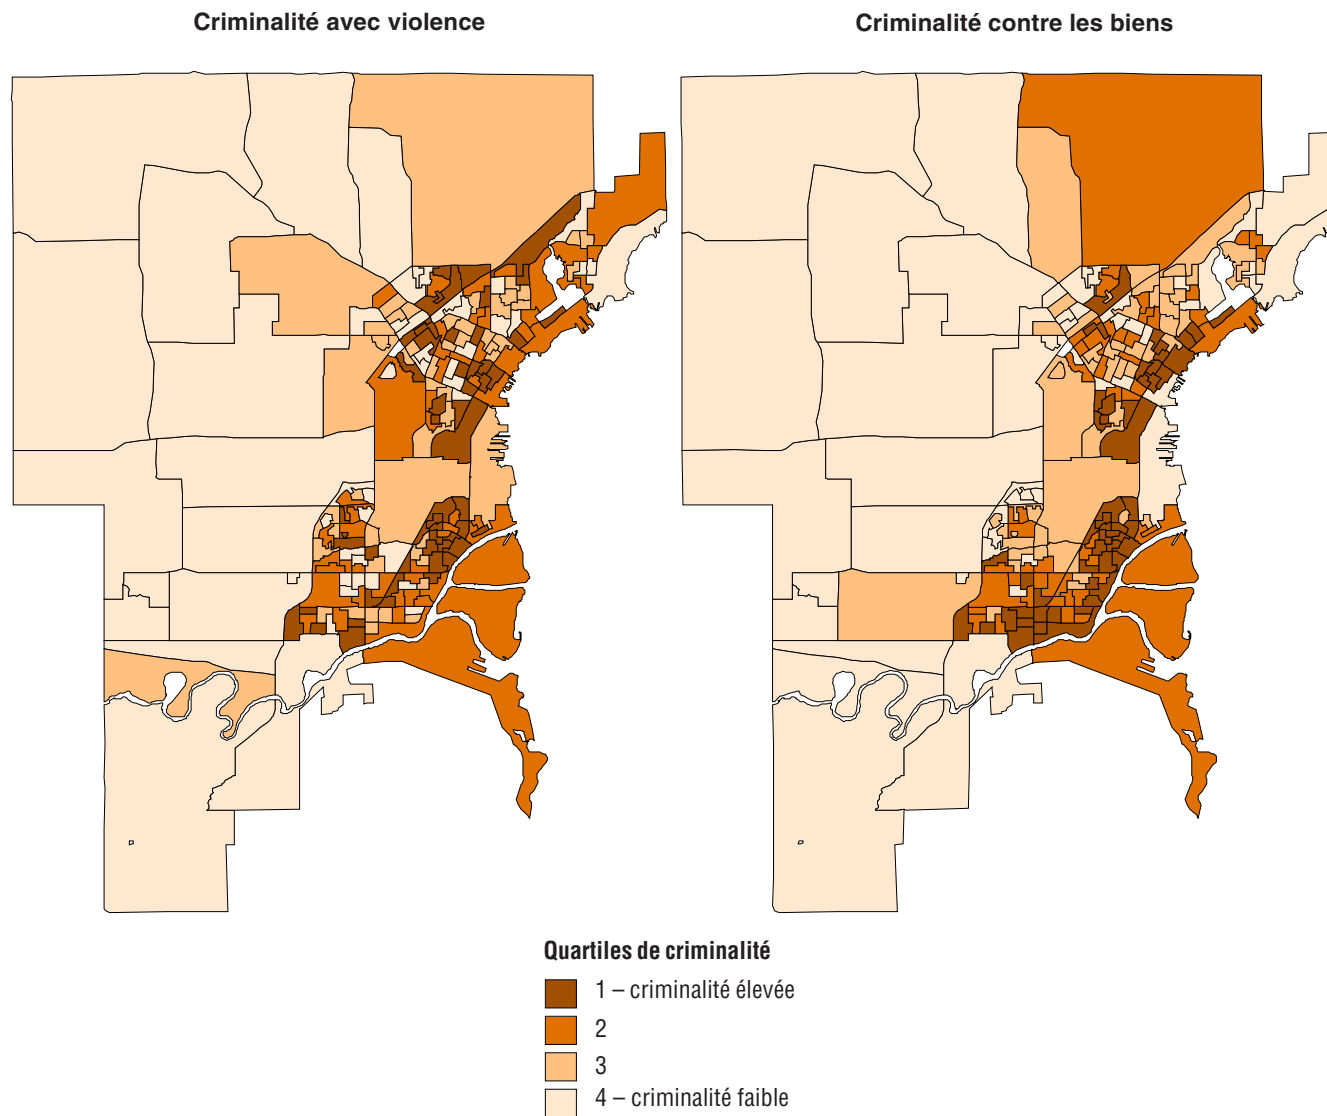 Criminalité avec violence
Criminalité contre les biens
Quartiles de criminalité
1 – criminalité élevée
2
3
4 – criminalité faible